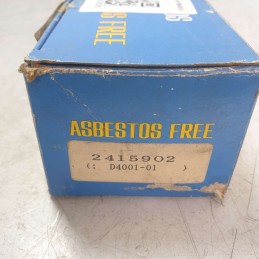 S FREE
ASBESTOS FREE
2415902
(: D4001-01 )